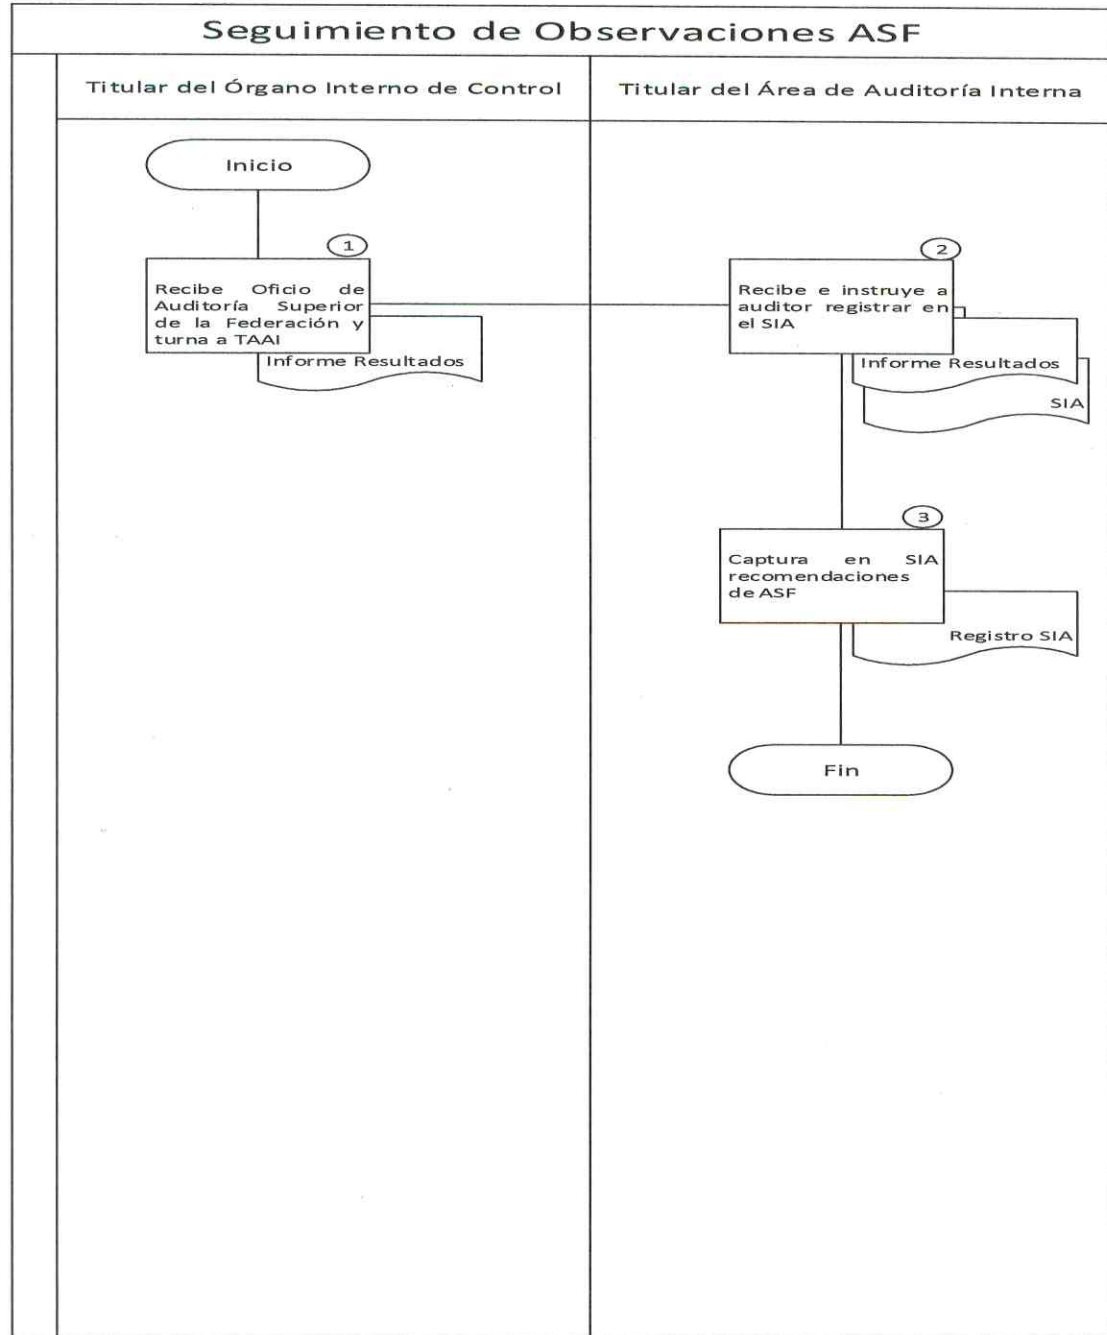 Seguimiento de Observaciones ASF
Titular del Órgano Interno de Control
Titular del Área de Auditoría Interna
Inicio
1
Recibe Oficio de
Auditoría Superior
de la Federación y
turna a TAAI
Informe Resultados
2
Recibe e instruye a
auditor registrar en
el SIA
Informe Resultados
SIA
3
Captura en SIA
recomendaciones
de ASF
Registro SIA
Fin